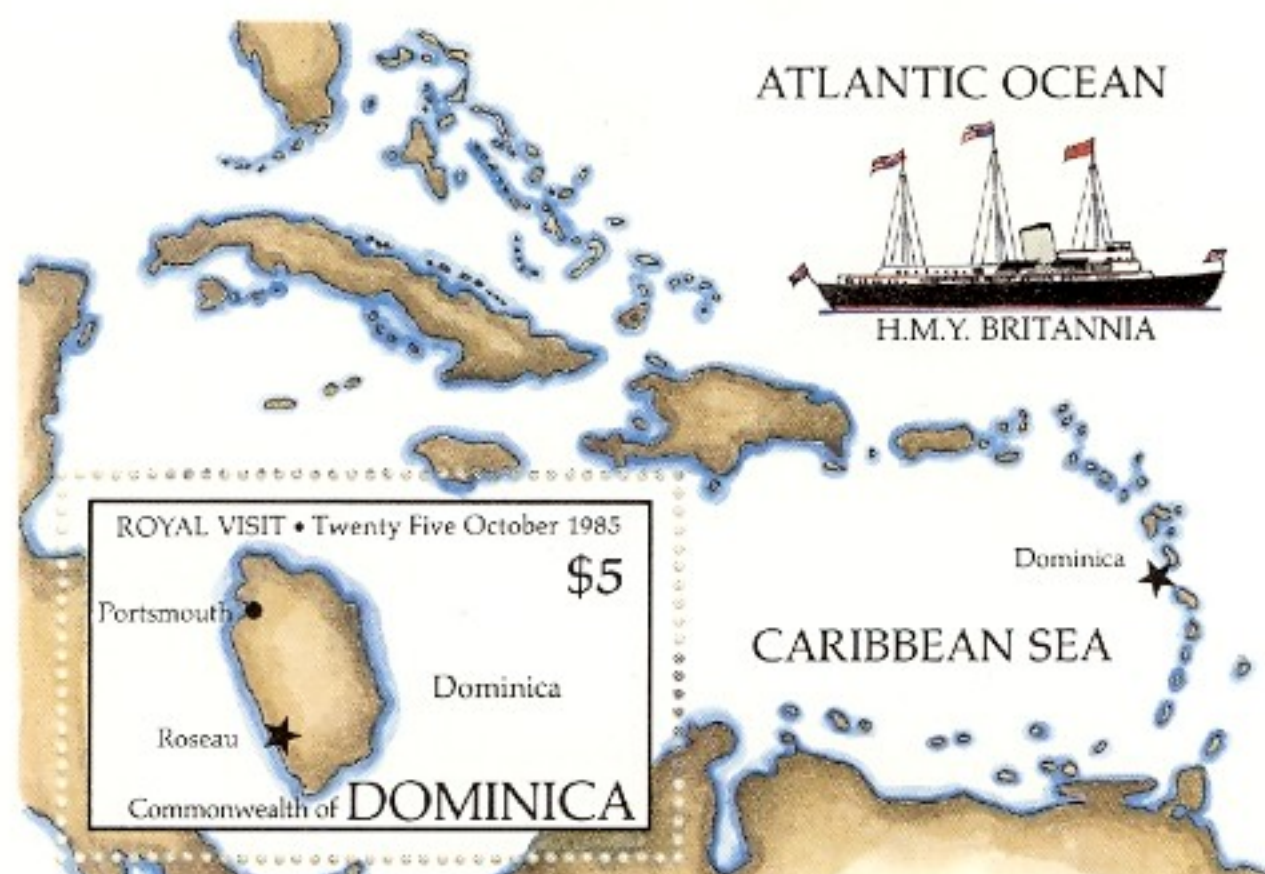 ATLANTIC OCEAN
H.M.Y. BRITANNIA
ROYAL VISIT • Twenty Five October 1985
$5
Portsmouth
Dominica
Roseau
Commonwealth of DOMINICA
Dominica
CARIBBEAN SEA